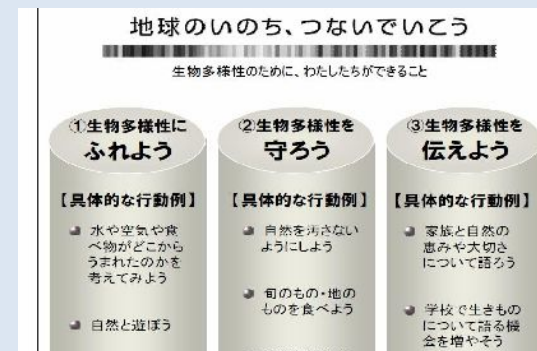 地球のいのち、つないでいこう
生物多様性のために、わたしたちができること
①生物多様性に
ふれよう
【具体的な行動例】
水や空気や食
べ物がどこから
うまれたのかを
考えてみよう
自然と遊ぼう
②生物多様性を
守ろう
【具体的な行動例】
自然を汚さない
ようにしよう
旬のもの・地の
ものを食べよう
③生物多様性を
伝えよう
【具体的な行動例】
家族と自然の
恵みや大切さ
について語ろう
学校で生きもの
について語る機
会を増やそう